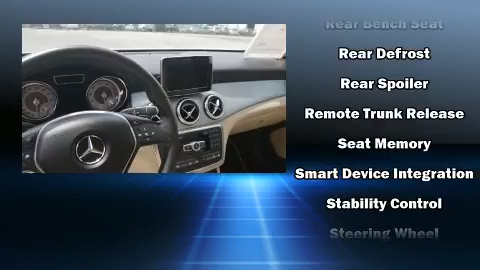 Rear Bench Seat
Rear Defrost
Rear Spoiler
Remote Trunk Release
Seat Memory
Smart Device Integration
Stability Control
Steering Wheel